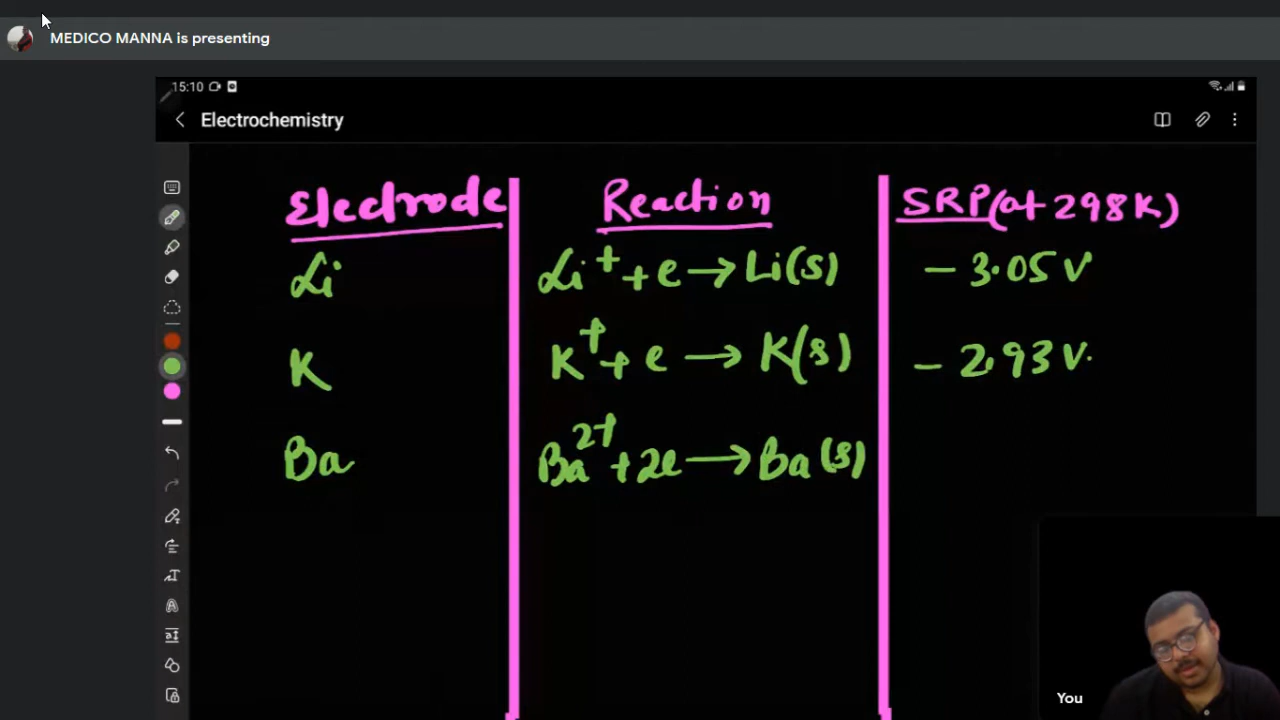 MEDICO MANNA is presenting
15:10
Electrochemistry
Electrode Reaction SRP(at 298K)
Li Li⁺ + e → Li(s) - 3.05 V
K K⁺ + e → K(s) - 2.93 V.
Ba Ba²⁺ + 2e → Ba(s)
You